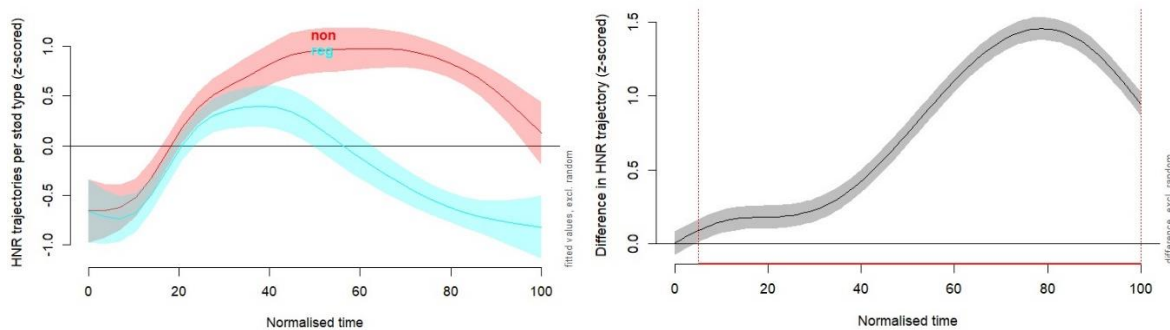 HNR trajectories per stød type (z-scored)
1.0
0.5
0.0
-0.5
-1.0
non
reg
0 20 40 60 80 100
Normalised time
fitted values, excl. random
Difference in HNR trajectory (z-scored)
1.5
1.0
0.5
0.0
0 20 40 60 80 100
Normalised time
difference, excl. random